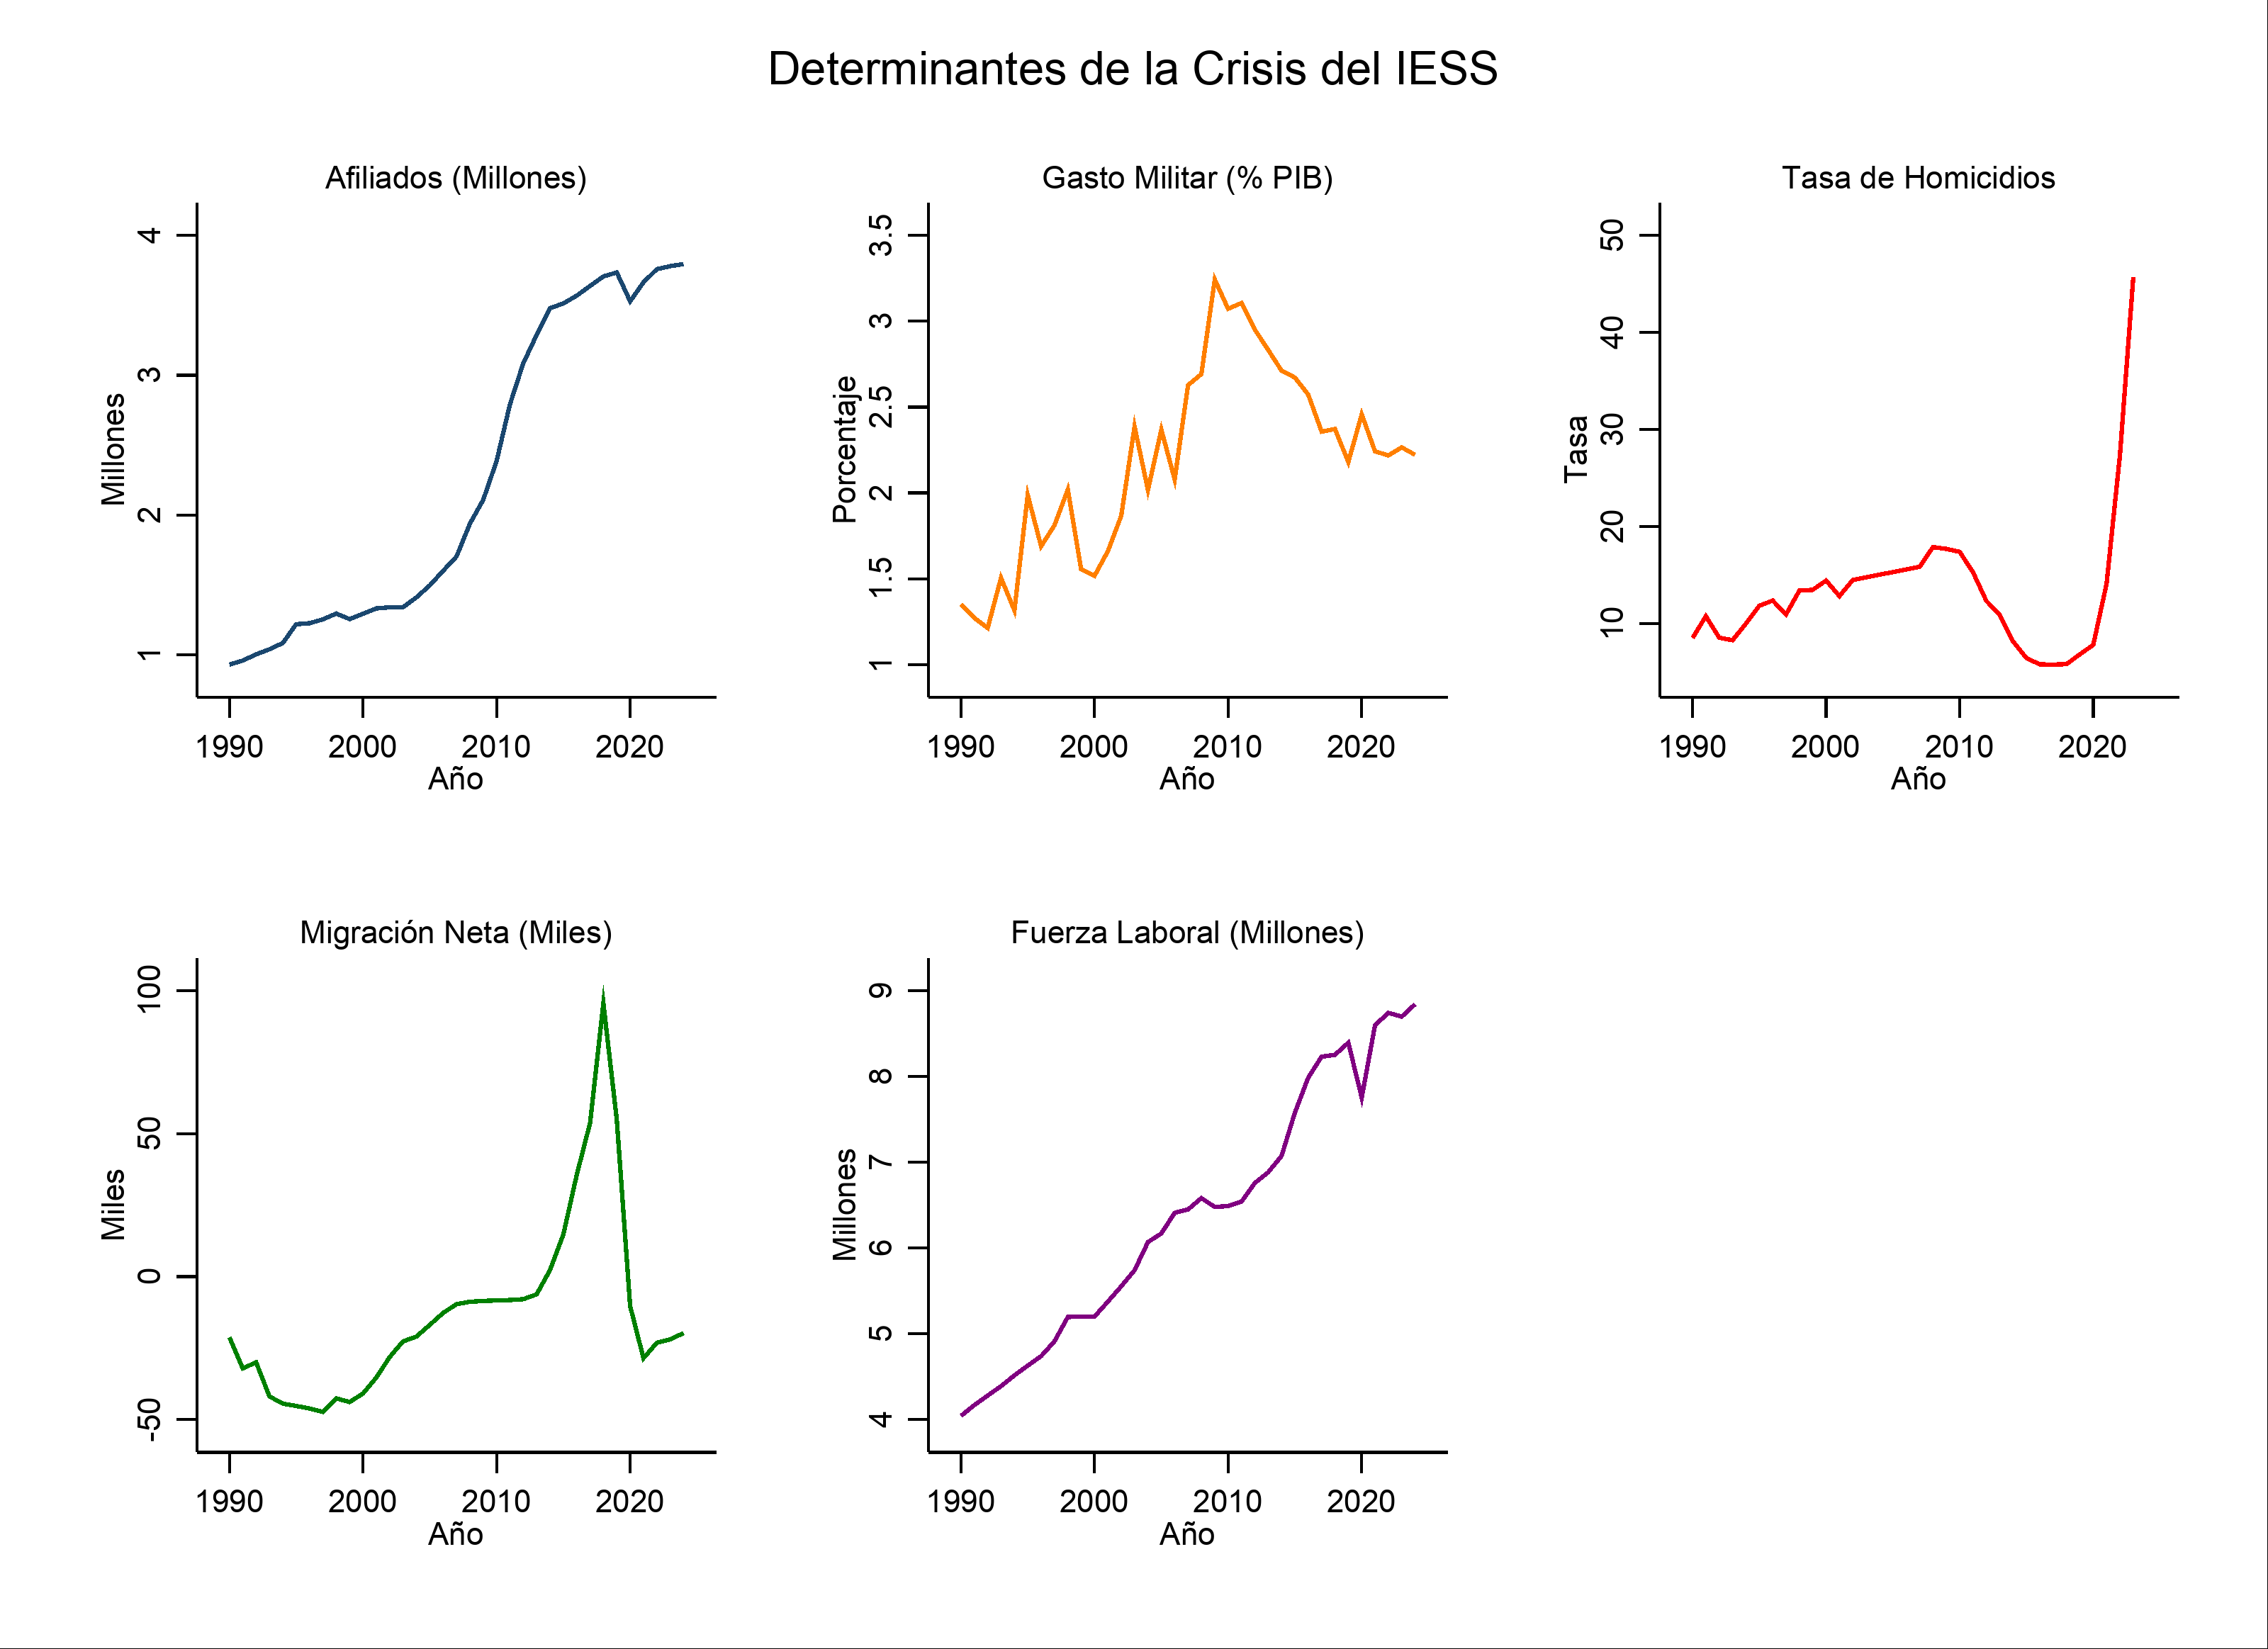 Determinantes de la Crisis del IESS
Afiliados (Millones)
Millones
4
3
2
1
1990 2000 2010 2020
Año
Gasto Militar (% PIB)
Porcentaje
3.5
3
2.5
2
1.5
1
1990 2000 2010 2020
Año
Tasa de Homicidios
Tasa
50
40
30
20
10
1990 2000 2010 2020
Año
Migración Neta (Miles)
Miles
100
50
0
-50
1990 2000 2010 2020
Año
Fuerza Laboral (Millones)
Millones
9
8
7
6
5
4
1990 2000 2010 2020
Año